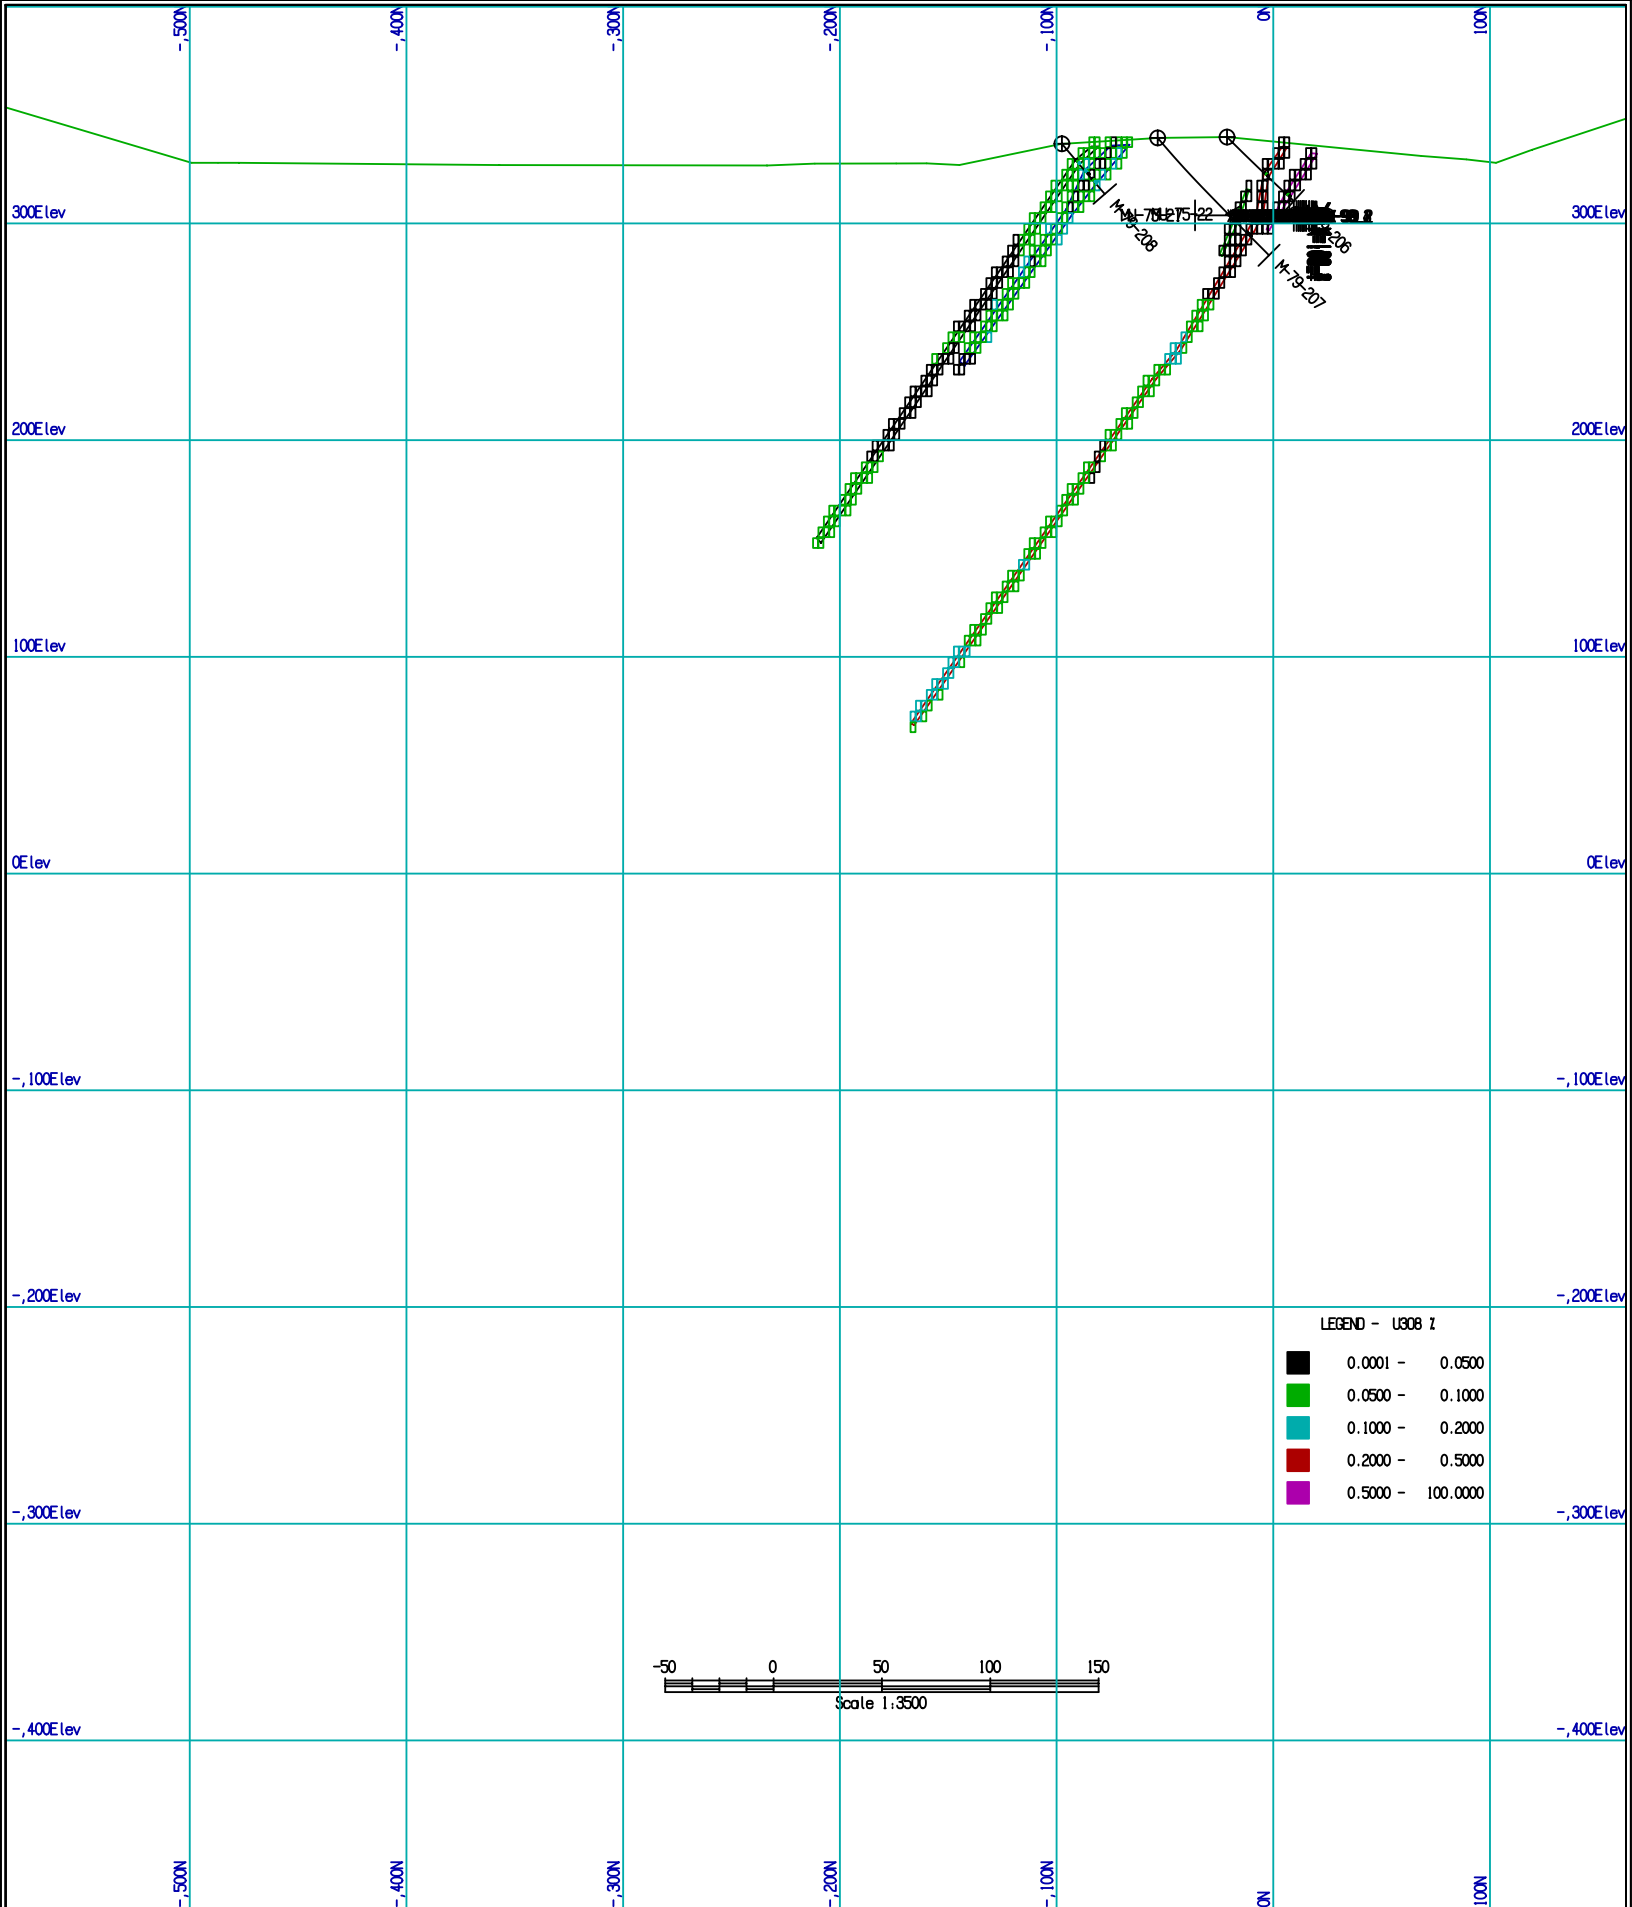 -,500N
-,400N
-,300N
-,200N
-,100N
0N
100N
300Elev
300Elev
M-79-207
200Elev
200Elev
100Elev
100Elev
0Elev
0Elev
-,100Elev
-,100Elev
-,200Elev
-,200Elev
LEGEND - U3O8 %
0.0001 - 0.0500
0.0500 - 0.1000
0.1000 - 0.2000
0.2000 - 0.5000
0.5000 - 100.0000
-,300Elev
-,300Elev
-50 0 50 100 150
Scale 1:3500
-,400Elev
-,400Elev
-,500N
-,400N
-,300N
-,200N
-,100N
0N
100N